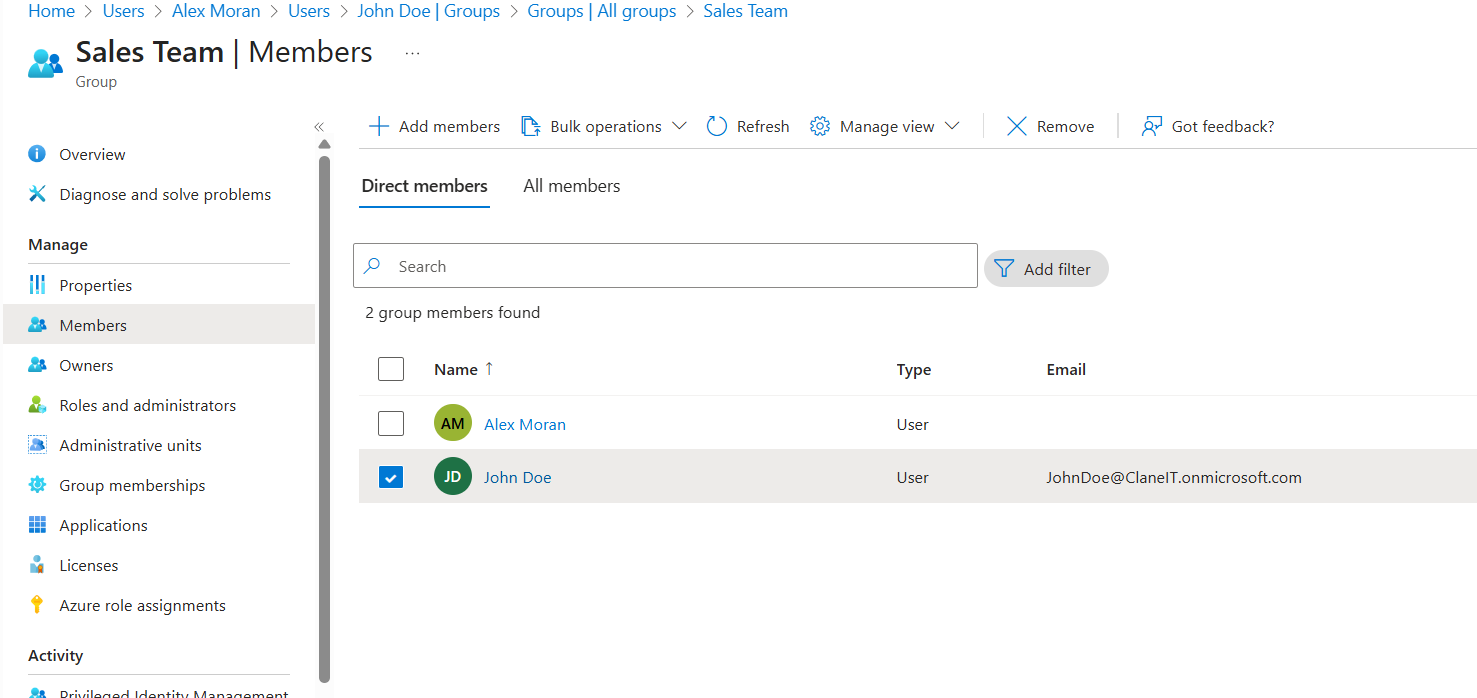 Home > Users > Alex Moran > Users > John Doe | Groups > Groups | All groups > Sales Team
Sales Team | Members ...
Group
«
Add members Bulk operations Refresh Manage view Remove Got feedback?
Overview
Diagnose and solve problems
Manage
Properties
Members
Owners
Roles and administrators
Administrative units
Group memberships
Applications
Licenses
Azure role assignments
Activity
Privileged Identity Management
Direct members All members
Search Add filter
2 group members found
Name ↑ Type Email
AM Alex Moran User
JD John Doe User JohnDoe@ClaneIT.onmicrosoft.com